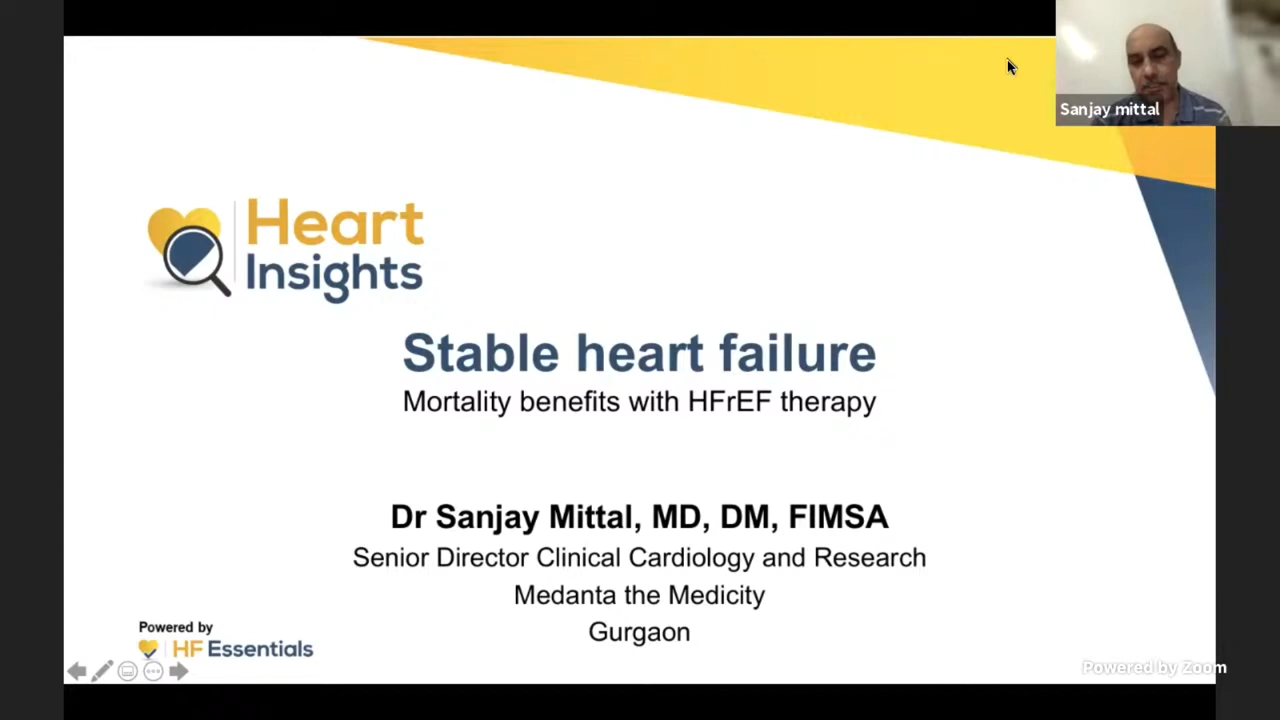 Sanjay mittal
Heart
Insights
Stable heart failure
Mortality benefits with HFrEF therapy
Dr Sanjay Mittal, MD, DM, FIMSA
Senior Director Clinical Cardiology and Research
Medanta the Medicity
Gurgaon
Powered by
HF Essentials
Powered by Zoom